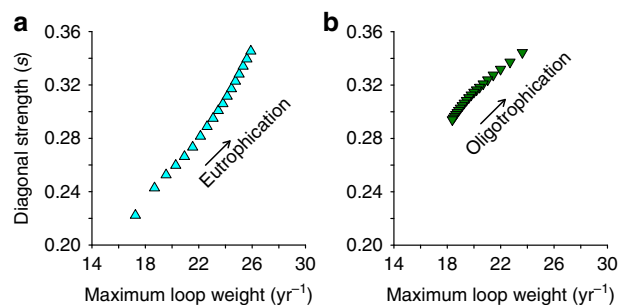 a
Diagonal strength (s)
0.36
0.32
0.28
0.24
0.20
14
18
22
26
30
Maximum loop weight (yr⁻¹)
Eutrophication
b
0.36
0.32
0.28
0.24
0.20
14
18
22
26
30
Maximum loop weight (yr⁻¹)
Oligotrophication